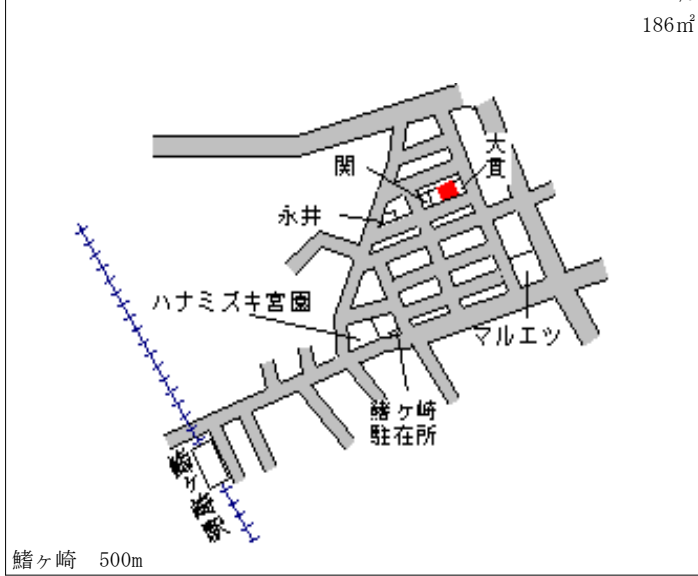 186㎡
大貫
関
永井
ハナミズキ宮園
マルエツ
鰭ヶ崎
駐在所
鰭ヶ崎駅
鰭ヶ崎 500m